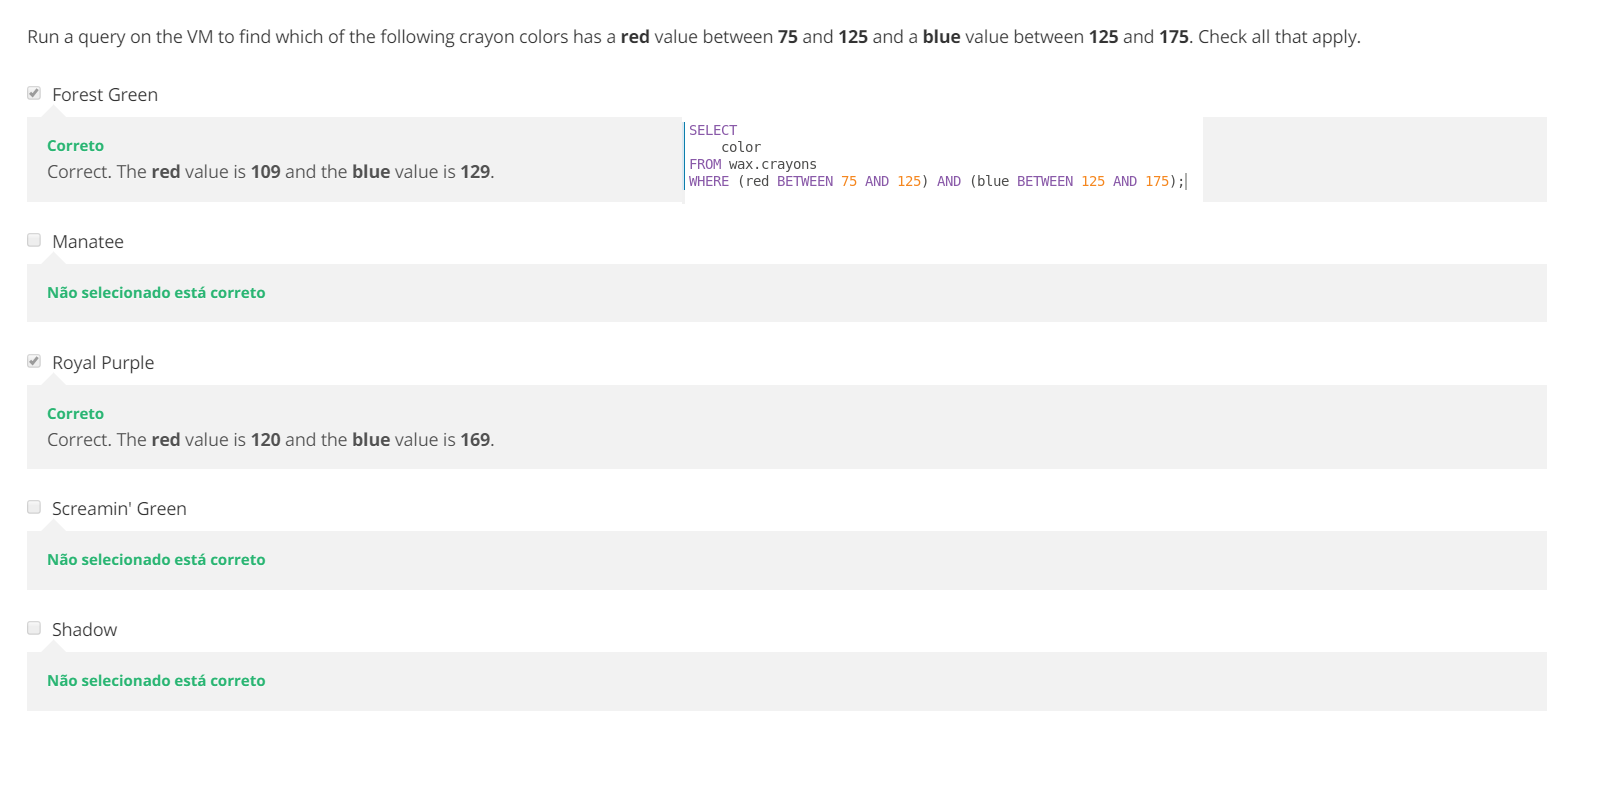 Run a query on the VM to find which of the following crayon colors has a red value between 75 and 125 and a blue value between 125 and 175. Check all that apply.
Forest Green
Correto
Correct. The red value is 109 and the blue value is 129.
SELECT
color
FROM wax.crayons
WHERE (red BETWEEN 75 AND 125) AND (blue BETWEEN 125 AND 175);
Manatee
Não selecionado está correto
Royal Purple
Correto
Correct. The red value is 120 and the blue value is 169.
Screamin' Green
Não selecionado está correto
Shadow
Não selecionado está correto